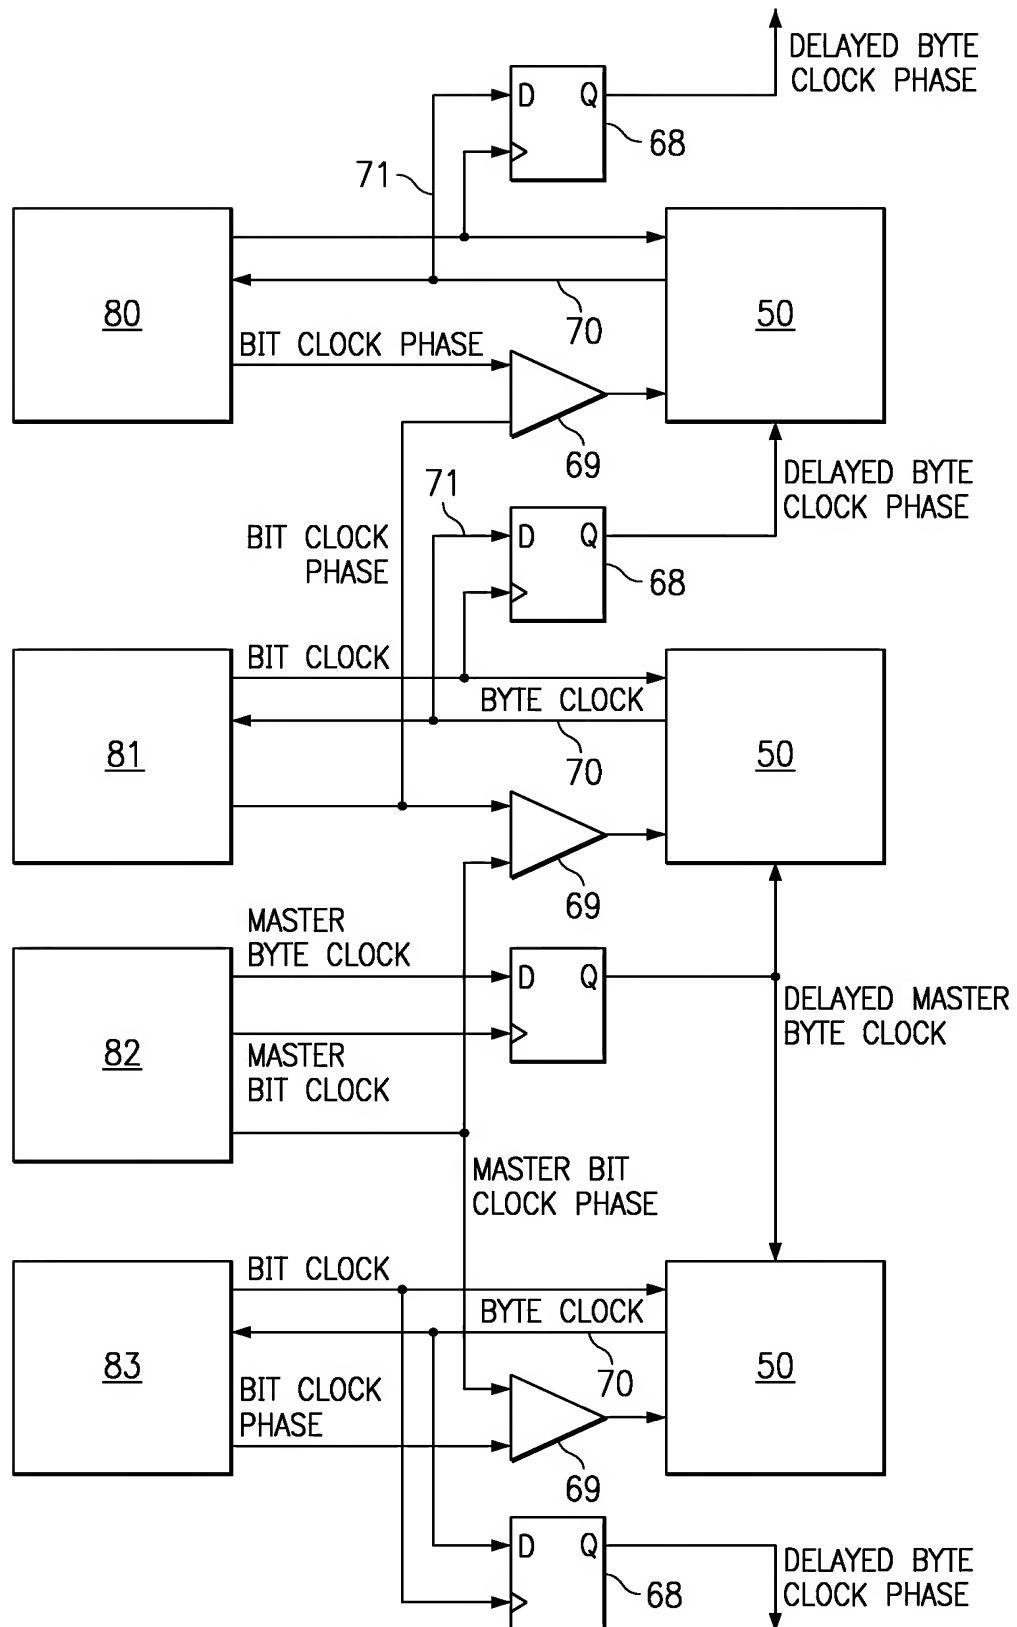 DELAYED BYTE
CLOCK PHASE
D Q
68
71
80
50
70
BIT CLOCK PHASE
69
DELAYED BYTE
CLOCK PHASE
71
BIT CLOCK
PHASE
D Q
68
BIT CLOCK
BYTE CLOCK
81
50
70
69
MASTER
BYTE CLOCK
D Q
DELAYED MASTER
BYTE CLOCK
82
MASTER
BIT CLOCK
MASTER BIT
CLOCK PHASE
BIT CLOCK
BYTE CLOCK
83
50
70
BIT CLOCK
PHASE
69
D Q
68
DELAYED BYTE
CLOCK PHASE